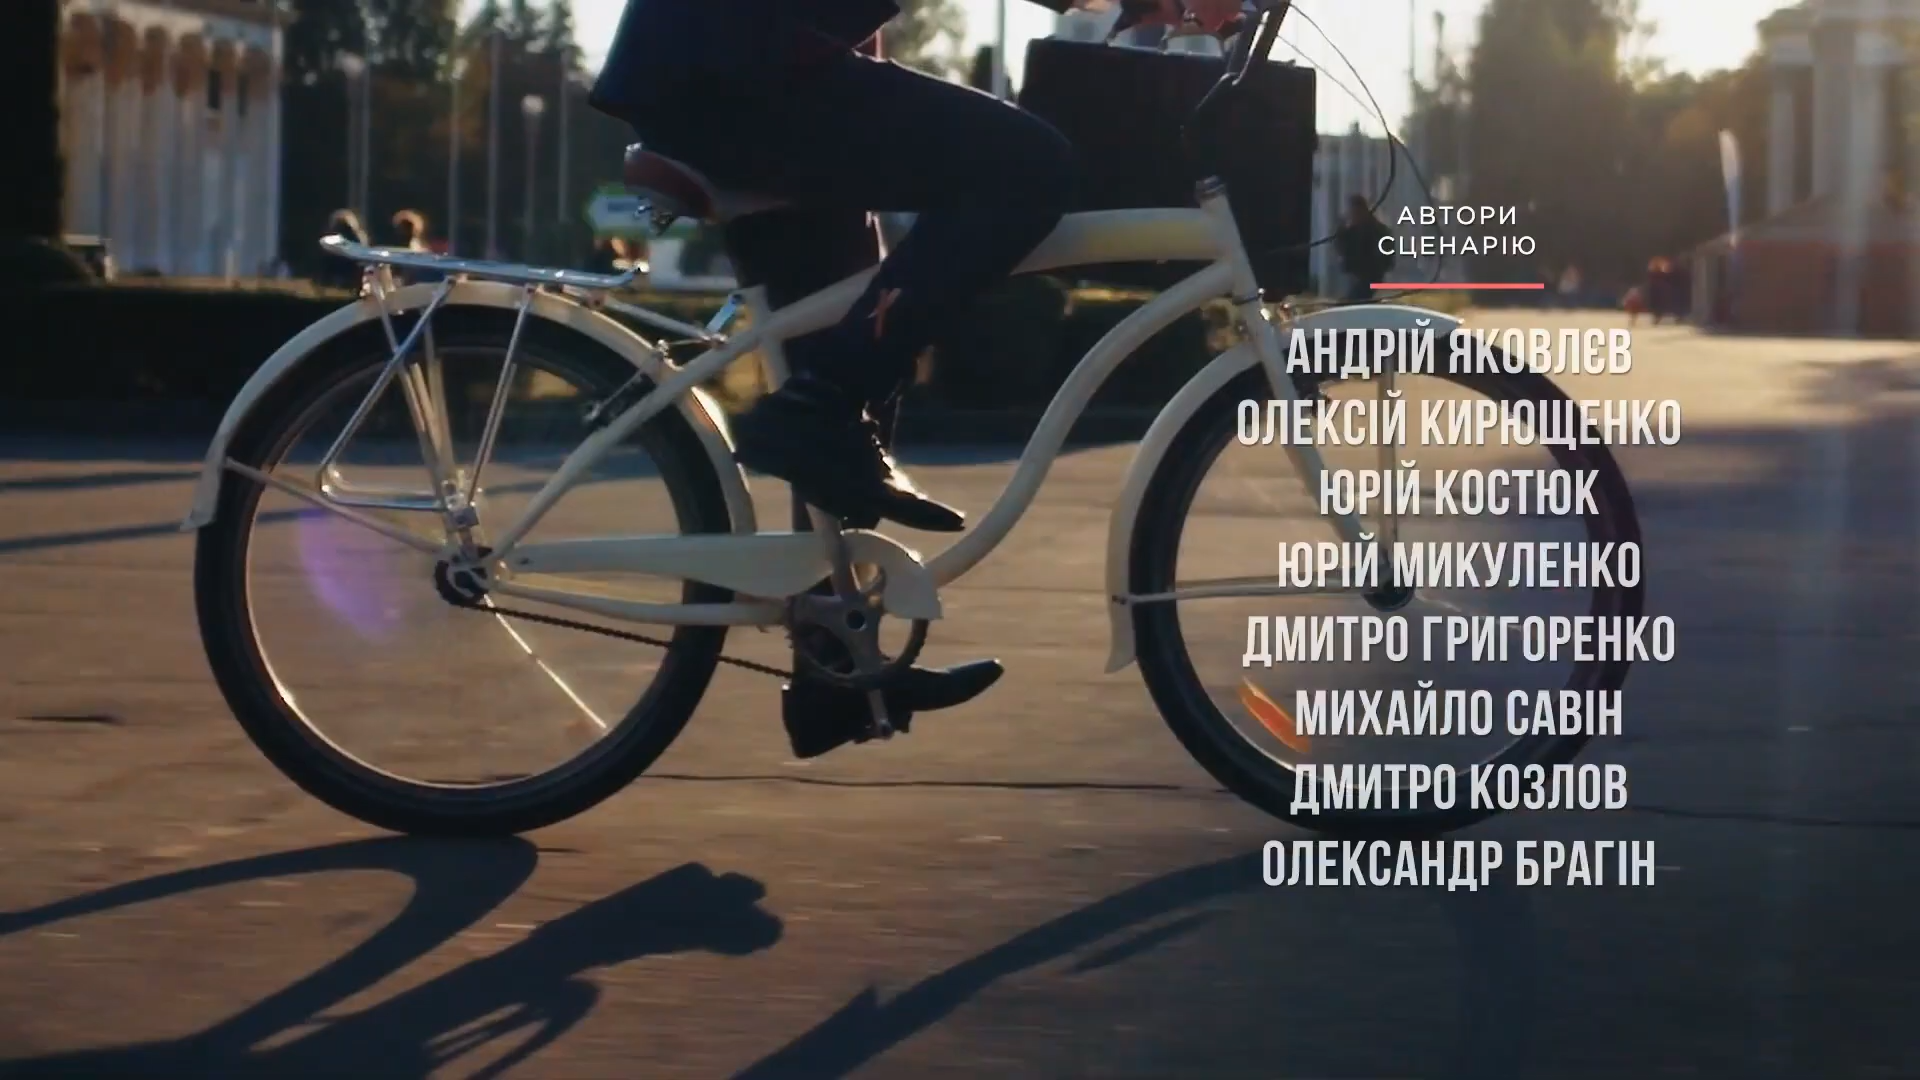 АВТОРИ
СЦЕНАРІЮ
АНДРІЙ ЯКОВЛЄВ
ОЛЕКСІЙ КИРЮЩЕНКО
ЮРІЙ КОСТЮК
ЮРІЙ МИКУЛЕНКО
ДМИТРО ГРИГОРЕНКО
МИХАЙЛО САВІН
ДМИТРО КОЗЛОВ
ОЛЕКСАНДР БРАГІН